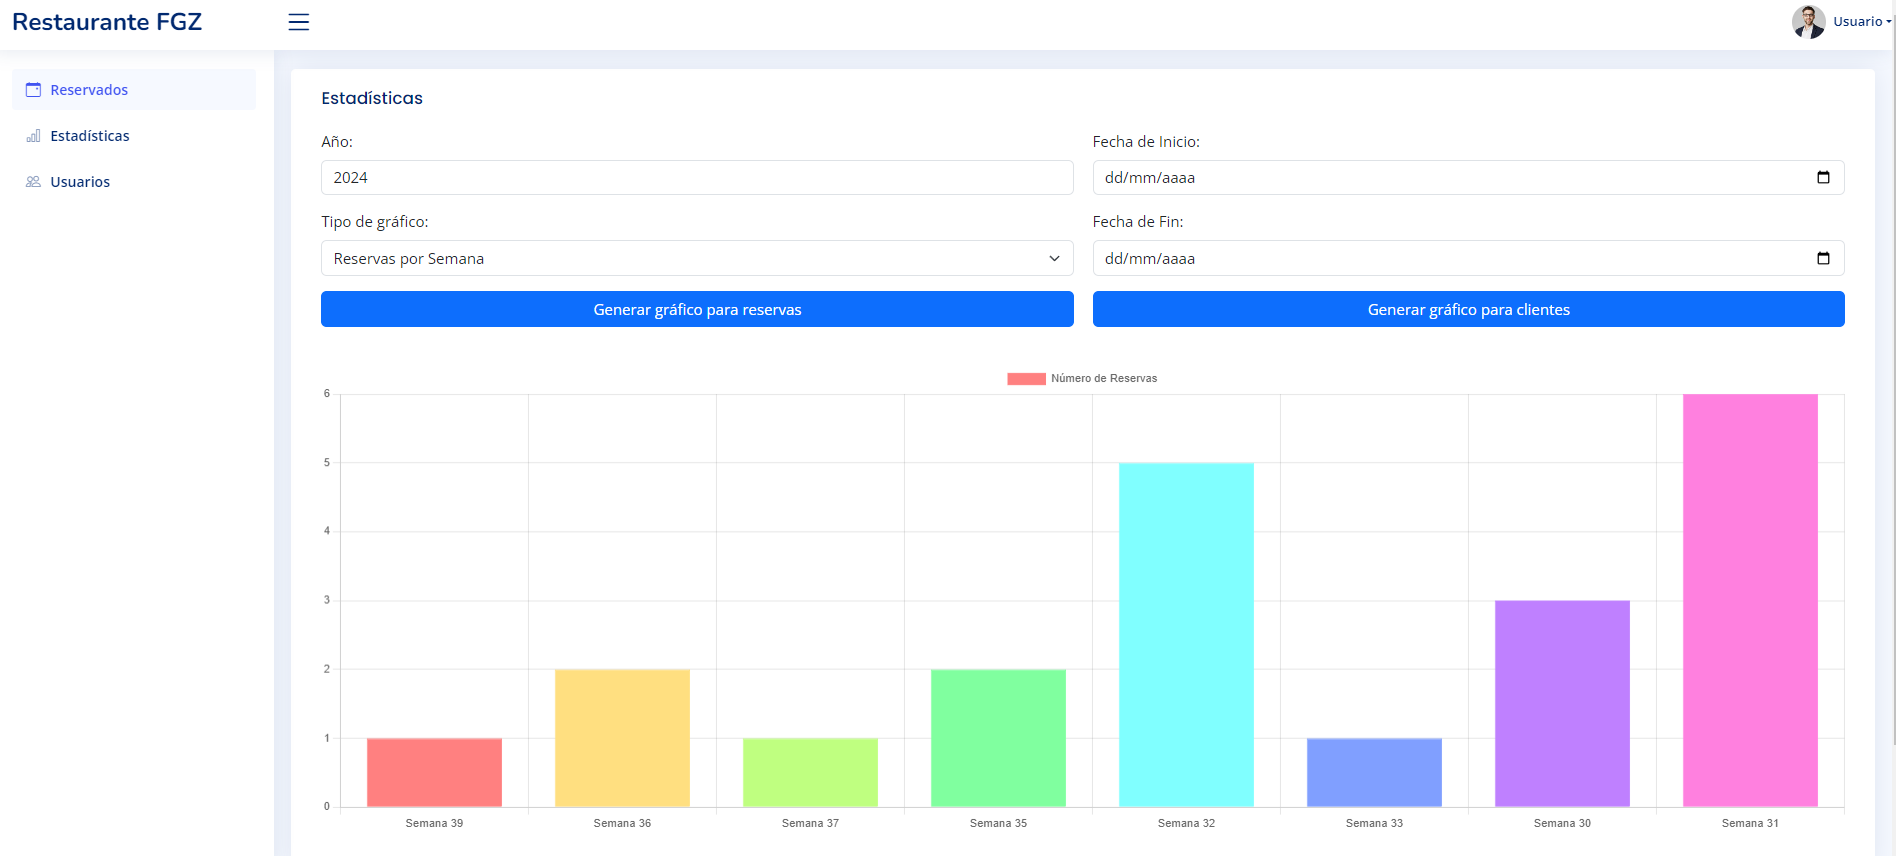 Restaurante FGZ
Usuario
Reservados
Estadísticas
Usuarios
Estadísticas
Año:
2024
Tipo de gráfico:
Reservas por Semana
Generar gráfico para reservas
Fecha de Inicio:
dd/mm/aaaa
Fecha de Fin:
dd/mm/aaaa
Generar gráfico para clientes
Número de Reservas
6
5
4
3
2
1
0
Semana 39 Semana 36 Semana 37 Semana 35 Semana 32 Semana 33 Semana 30 Semana 31